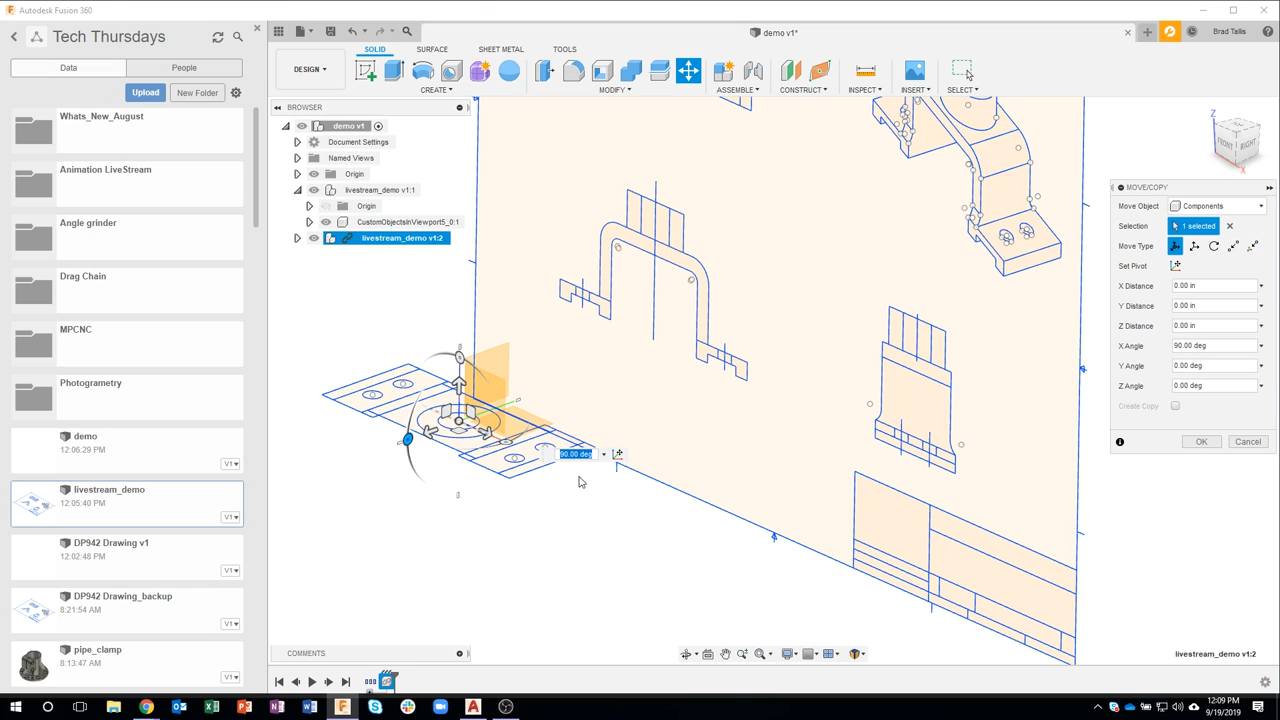 Autodesk Fusion 360
Tech Thursdays
Data People
Upload New Folder
Whats_New_August
Animation LiveStream
Angle grinder
Drag Chain
MPCNC
Photogrametry
demo
12:06:29 PM
V1
livestream_demo
12:05:40 PM
V1
DP942 Drawing v1
12:02:48 PM
V1
DP942 Drawing_backup
8:21:54 AM
V1
pipe_clamp
8:13:47 AM
V1
demo v1*
Brad Tallis
SOLID SURFACE SHEET METAL TOOLS
DESIGN
CREATE MODIFY ASSEMBLE CONSTRUCT INSPECT INSERT SELECT
BROWSER
demo v1
Document Settings
Named Views
Origin
livestream_demo v1:1
Origin
CustomObjectsInViewport5_0:1
livestream_demo v1:2
90.00 deg
Z
FRONT RIGHT
X
MOVE/COPY
Move Object Components
Selection 1 selected
Move Type
Set Pivot
X Distance 0.00 in
Y Distance 0.00 in
Z Distance 0.00 in
X Angle 90.00 deg
Y Angle 0.00 deg
Z Angle 0.00 deg
Create Copy
OK Cancel
COMMENTS
livestream_demo v1:2
12:09 PM
9/19/2019